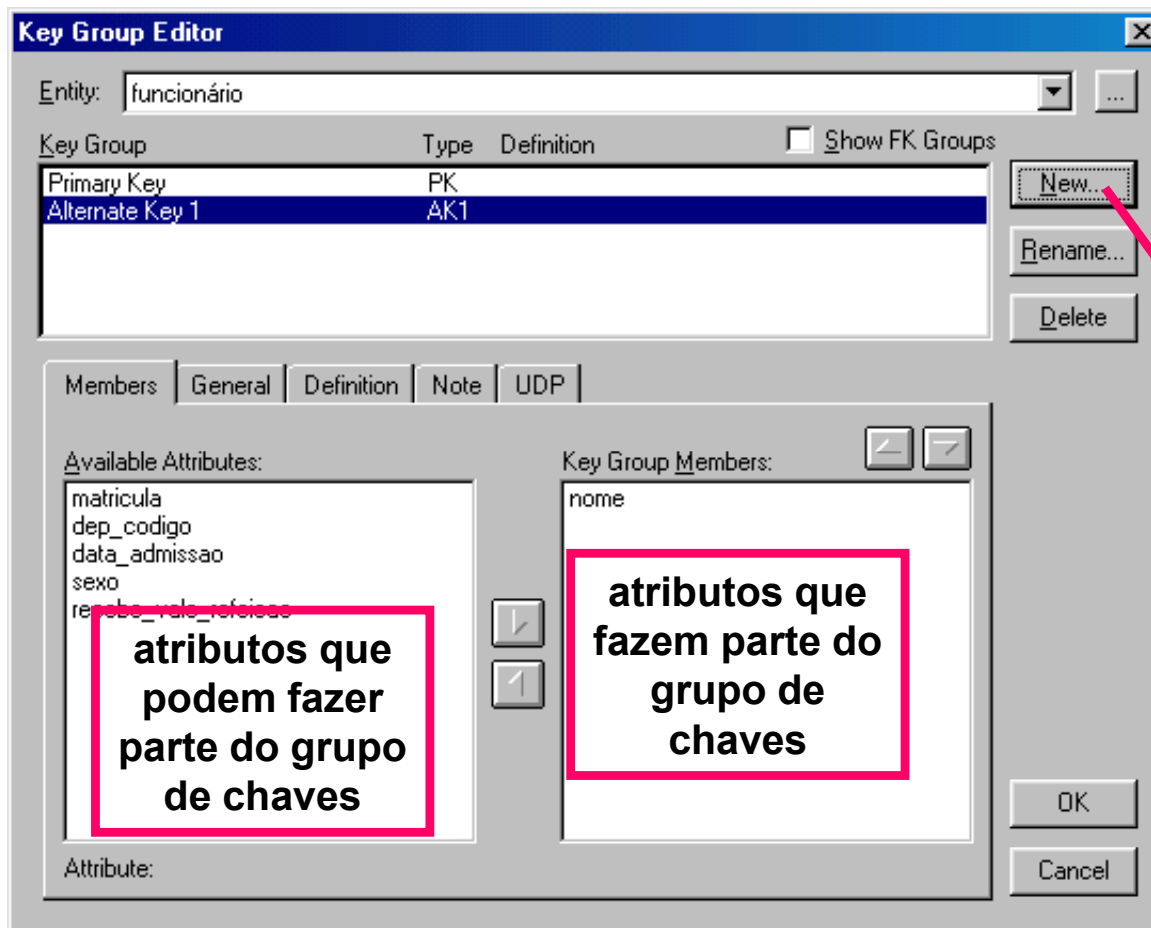 Key Group Editor
Entity: funcionário ...
Key Group Type Definition Show FK Groups
Primary Key PK
Alternate Key 1 AK1
New...
Rename...
Delete
Members General Definition Note UDP
Available Attributes:
matricula
dep_codigo
data_admissao
sexo
atributos que
podem fazer
parte do grupo
de chaves
Key Group Members:
nome
atributos que
fazem parte do
grupo de
chaves
Attribute:
OK
Cancel